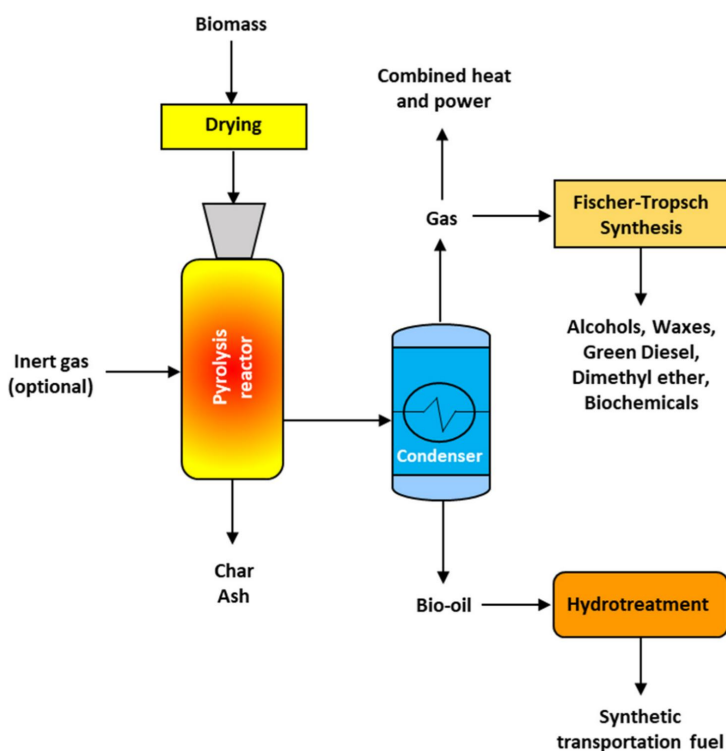 Biomass
Drying
Combined heat
and power
Gas
Fischer-Tropsch
Synthesis
Alcohols, Waxes,
Green Diesel,
Dimethyl ether,
Biochemicals
Inert gas
(optional)
Pyrolysis
reactor
Condenser
Char
Ash
Bio-oil
Hydrotreatment
Synthetic
transportation fuel